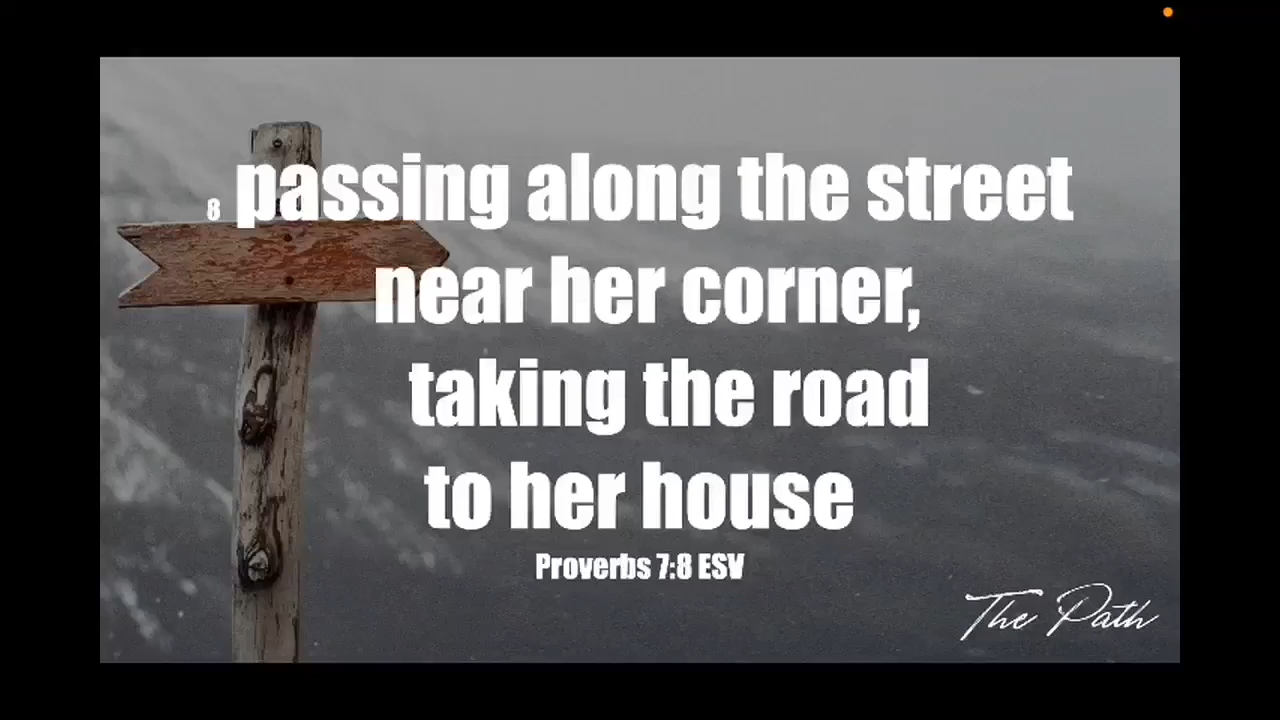 8 passing along the street
near her corner,
taking the road
to her house
Proverbs 7:8 ESV
The Path